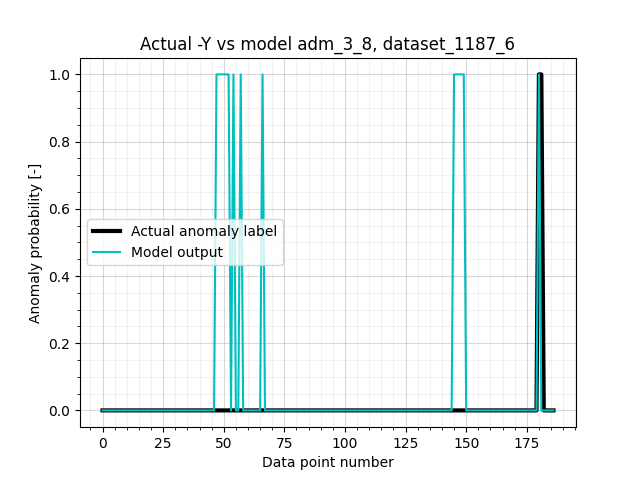 Actual -Y vs model adm_3_8, dataset_1187_6
Anomaly probability [-]
1.0
0.8
0.6
0.4
0.2
0.0
Actual anomaly label
Model output
0 25 50 75 100 125 150 175
Data point number